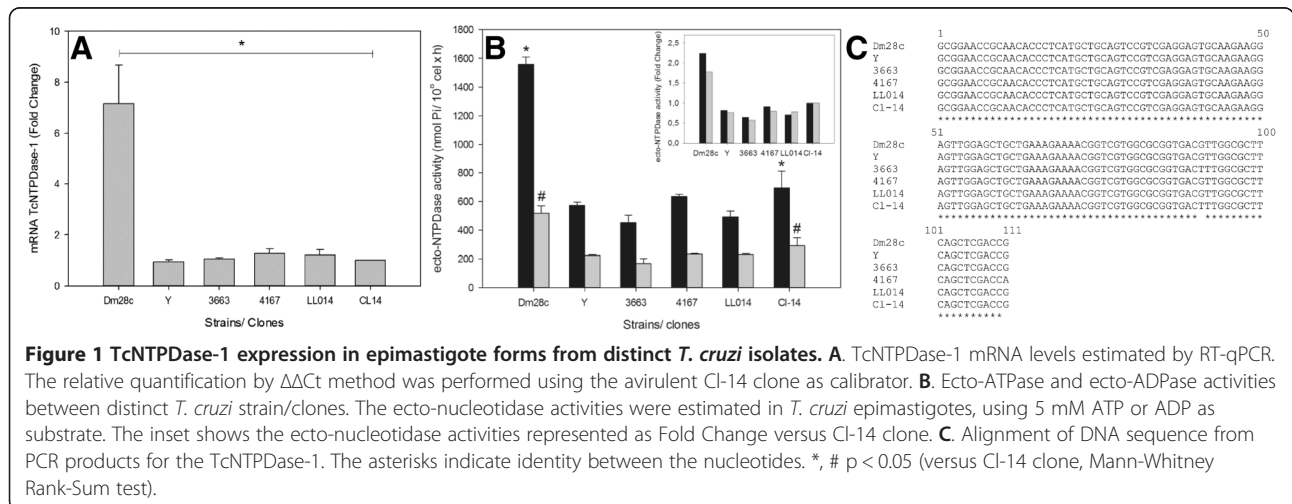 A
*
mRNA TcNTPDase-1 (Fold Change)
10
8
6
4
2
0
Dm28c Y 3663 4167 LL014 CL14
Strains/ Clones
B
ecto-NTPDase activity (nmol Pi/ 10⁸ cel x h)
1800
1600
1400
1200
1000
800
600
400
200
0
*
#
*
#
Dm28c Y 3663 4167 LL014 Cl-14
Strains/ clones
ecto-NTPDase activity (Fold Change)
2,5
2,0
1,5
1,0
0,5
0,0
Dm28c Y 3663 4167 LL014 Cl-14
C
1 50
Dm28c GCGGAACCGCAACACCCTCATGCTGCAGTCCGTCGAGGAGTGCAAGAAGG
Y GCGGAACCGCAACACCCTCATGCTGCAGTCCGTCGAGGAGTGCAAGAAGG
3663 GCGGAACCGCAACACCCTCATGCTGCAGTCCGTCGAGGAGTGCAAGAAGG
4167 GCGGAACCGCAACACCCTCATGCTGCAGTCCGTCGAGGAGTGCAAGAAGG
LL014 GCGGAACCGCAACACCCTCATGCTGCAGTCCGTCGAGGAGTGCAAGAAGG
Cl-14 GCGGAACCGCAACACCCTCATGCTGCAGTCCGTCGAGGAGTGCAAGAAGG
**************************************************
51 100
Dm28c AGTTGGAGCTGCTGAAAGAAAACGGTCGTGGCGCGGTGACGTTGGCGCTT
Y AGTTGGAGCTGCTGAAAGAAAACGGTCGTGGCGCGGTGACTTTGGCGCTT
3663 AGTTGGAGCTGCTGAAAGAAAACGGTCGTGGCGCGGTGACGTTGGCGCTT
4167 AGTTGGAGCTGCTGAAAGAAAACGGTCGTGGCGCGGTGACGTTGGCGCTT
LL014 AGTTGGAGCTGCTGAAAGAAAACGGTCGTGGCGCGGTGACTTTGGCGCTT
Cl-14 AGTTGGAGCTGCTGAAAGAAAACGGTCGTGGCGCGGTGACTTTGGCGCTT
**************************************** *********
101 111
Dm28c CAGCTCGACCG
Y CAGCTCGACCG
3663 CAGCTCGACCG
4167 CAGCTCGACCA
LL014 CAGCTCGACCG
Cl-14 CAGCTCGACCG
**********
Figure 1 TcNTPDase-1 expression in epimastigote forms from distinct T. cruzi isolates. A. TcNTPDase-1 mRNA levels estimated by RT-qPCR.
The relative quantification by ΔΔCt method was performed using the avirulent Cl-14 clone as calibrator. B. Ecto-ATPase and ecto-ADPase activities
between distinct T. cruzi strain/clones. The ecto-nucleotidase activities were estimated in T. cruzi epimastigotes, using 5 mM ATP or ADP as
substrate. The inset shows the ecto-nucleotidase activities represented as Fold Change versus Cl-14 clone. C. Alignment of DNA sequence from
PCR products for the TcNTPDase-1. The asterisks indicate identity between the nucleotides. *, # p < 0.05 (versus Cl-14 clone, Mann-Whitney
Rank-Sum test).